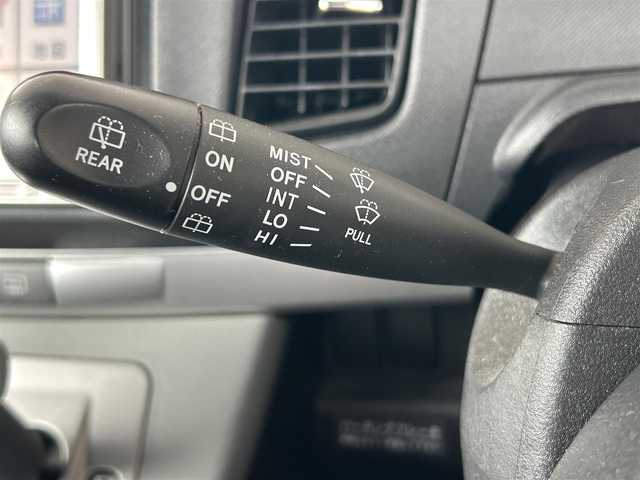 REAR
ON
OFF
MIST
OFF
INT
LO
HI
PULL